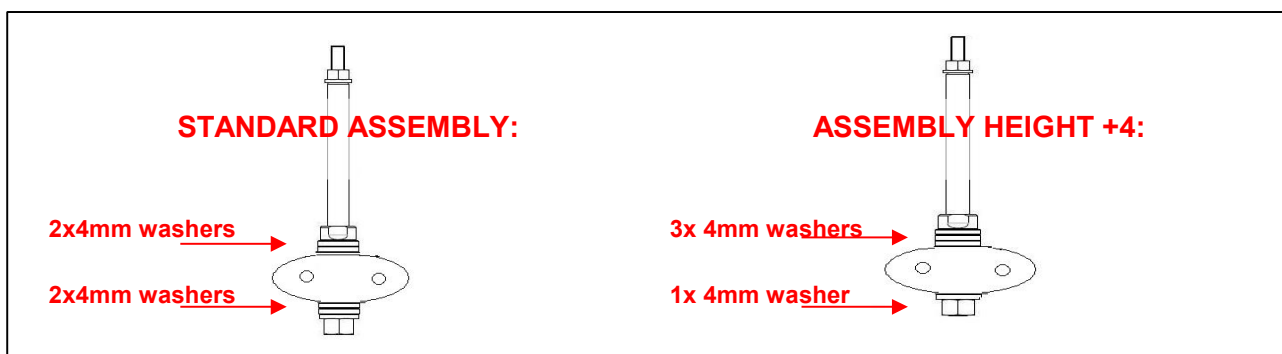 STANDARD ASSEMBLY:
2x4mm washers
2x4mm washers
ASSEMBLY HEIGHT +4:
3x 4mm washers
1x 4mm washer